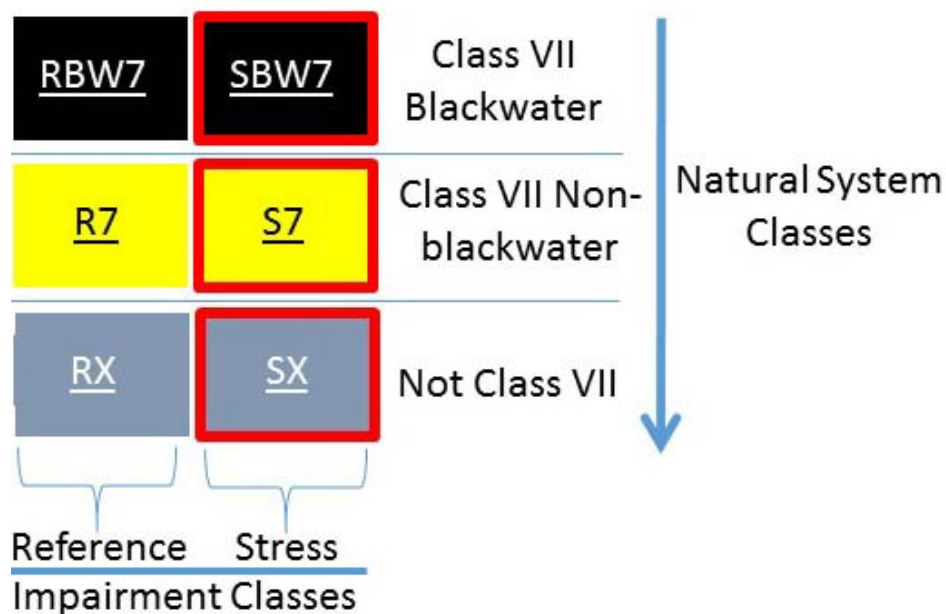 RBW7 SBW7 Class VII
Blackwater
R7 S7 Class VII Non-
blackwater
Natural System
Classes
RX SX Not Class VII
Reference Stress
Impairment Classes